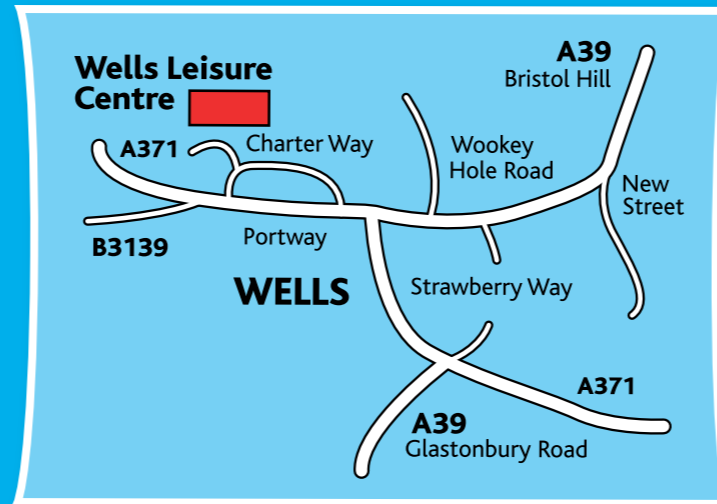 A39
Bristol Hill
Wells Leisure
Centre
A371
Charter Way
Wookey
Hole Road
New
Street
B3139
Portway
WELLS
Strawberry Way
A371
A39
Glastonbury Road